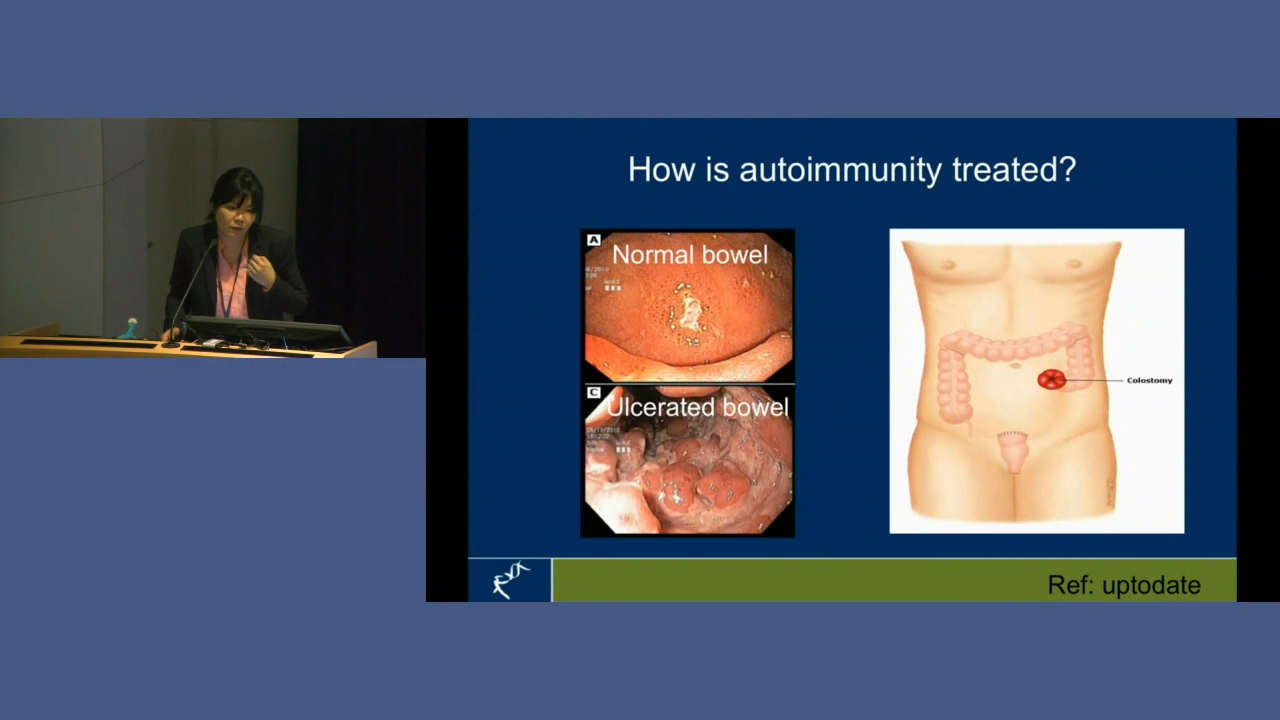 How is autoimmunity treated?
A
Normal bowel
C
Ulcerated bowel
Colostomy
Ref: uptodate